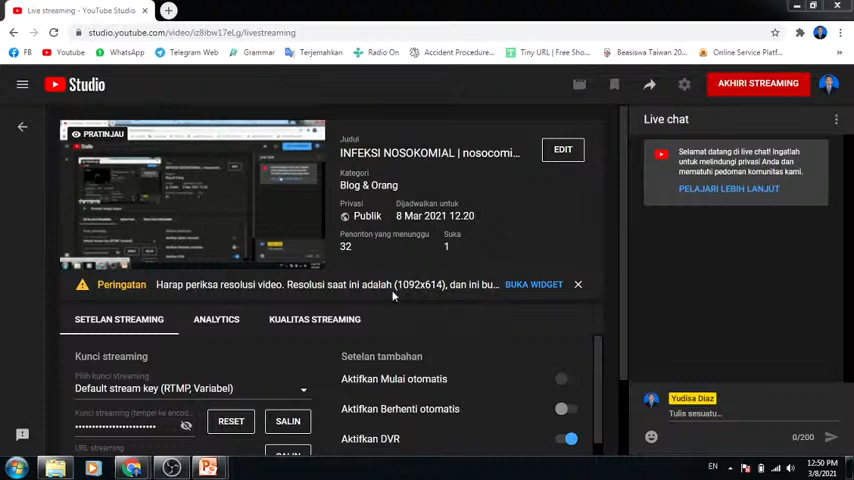 Live streaming - YouTube Studio
studio.youtube.com/video/iz8ibw17eLg/livestreaming
FB
Youtube
WhatsApp
Telegram Web
Grammar
Terjemahkan
Radio On
Accident Procedure...
Tiny URL | Free Sho...
Beasiswa Taiwan 20...
Online Service Platf...
Studio
AKHIRI STREAMING
PRATINJAU
Judul
INFEKSI NOSOKOMIAL | nosocomi...
EDIT
Kategori
Blog & Orang
Privasi
Dijadwalkan untuk
Publik
8 Mar 2021 12.20
Penonton yang menunggu
Suka
32
1
Peringatan
Harap periksa resolusi video. Resolusi saat ini adalah (1092x614), dan ini bu...
BUKA WIDGET
SETELAN STREAMING
ANALYTICS
KUALITAS STREAMING
Kunci streaming
Pilih kunci streaming
Default stream key (RTMP, Variabel)
Kunci streaming (tempel ke encod...
RESET
SALIN
URL streaming
SALIN
Setelan tambahan
Aktifkan Mulai otomatis
Aktifkan Berhenti otomatis
Aktifkan DVR
Live chat
Selamat datang di live chat! Ingatlah
untuk melindungi privasi Anda dan
mematuhi pedoman komunitas kami.
PELAJARI LEBIH LANJUT
Yudisa Diaz
Tulis sesuatu...
0/200
EN
12:50 PM
3/8/2021